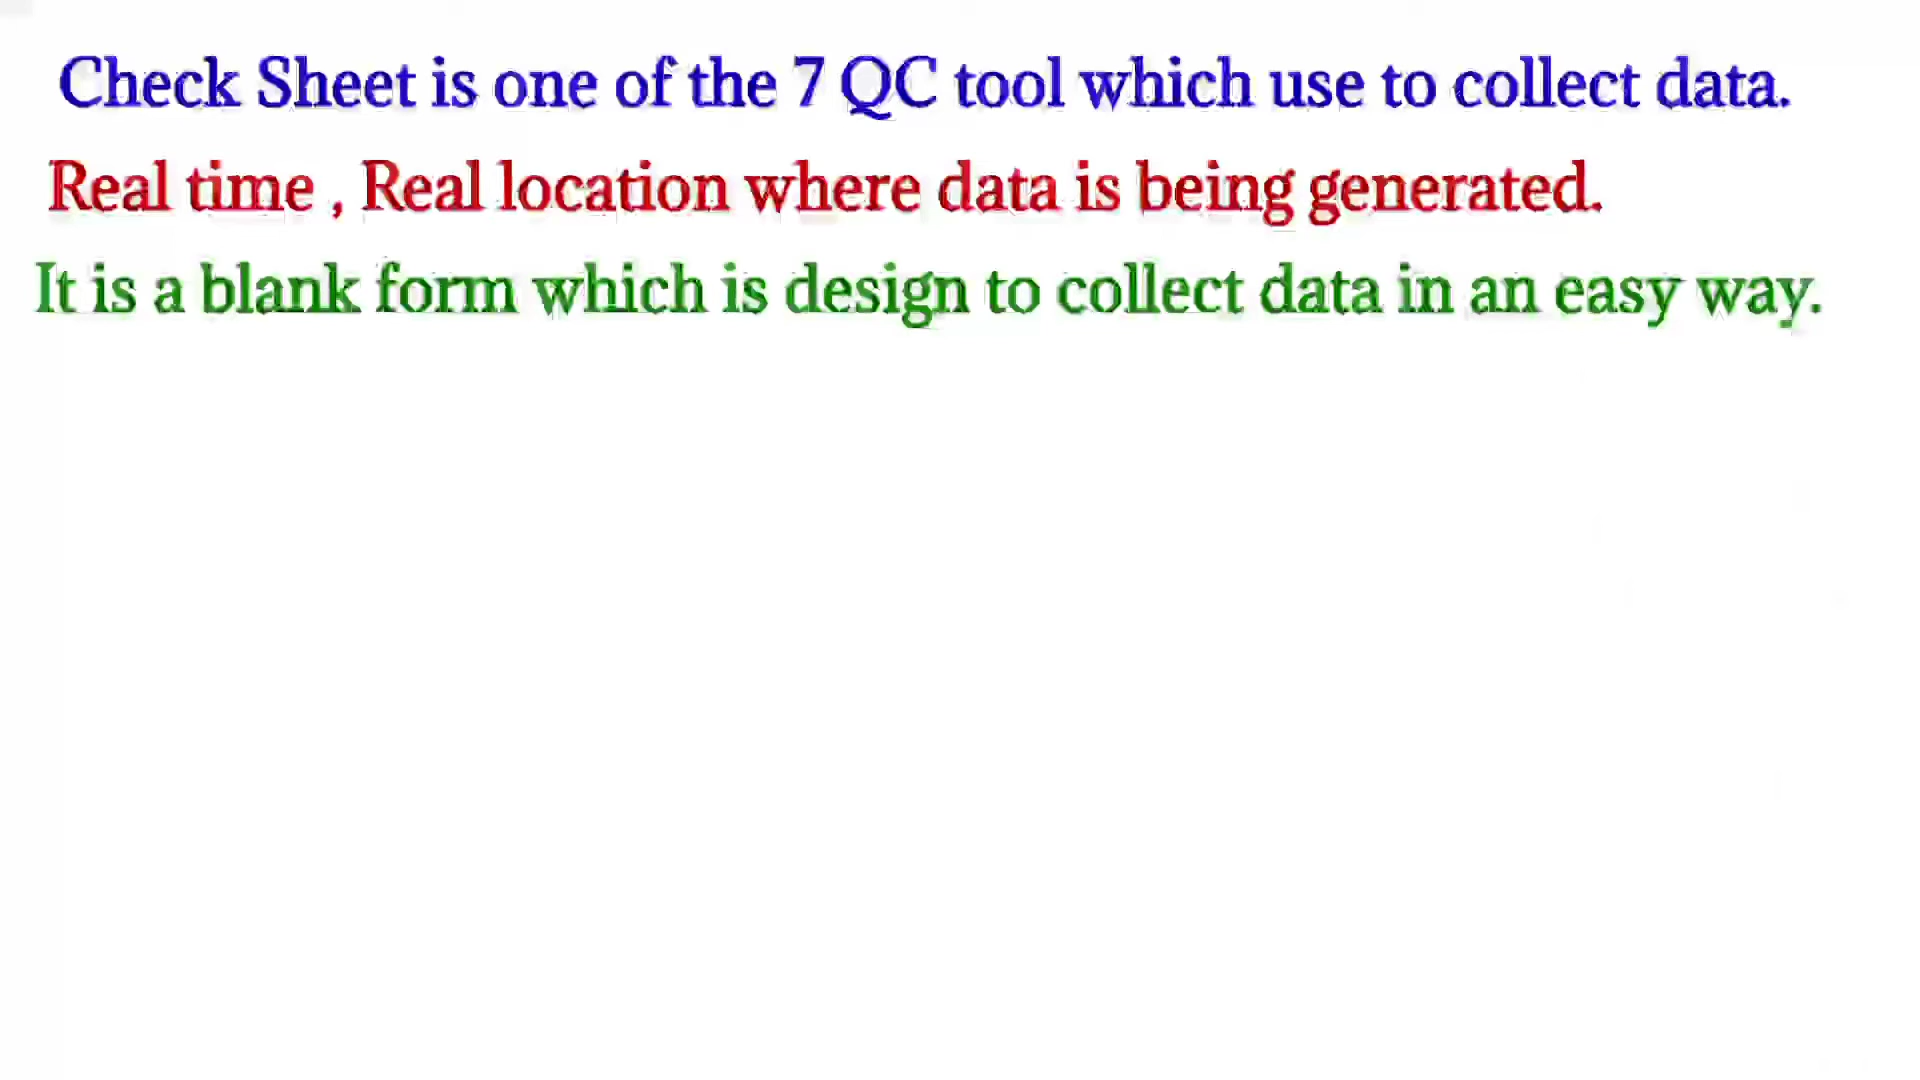 Check Sheet is one of the 7 QC tool which use to collect data.
Real time , Real location where data is being generated.
It is a blank form which is design to collect data in an easy way.